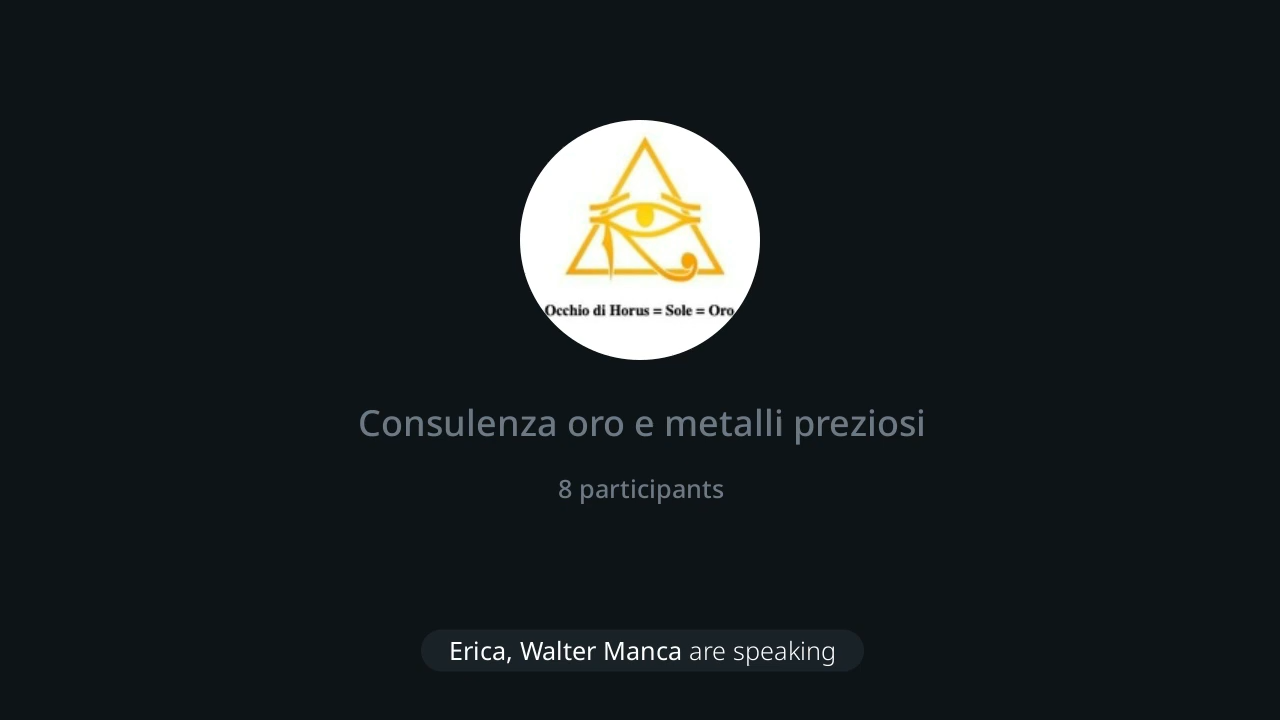 Occhio di Horus = Sole = Oro
Consulenza oro e metalli preziosi
8 participants
Erica, Walter Manca are speaking